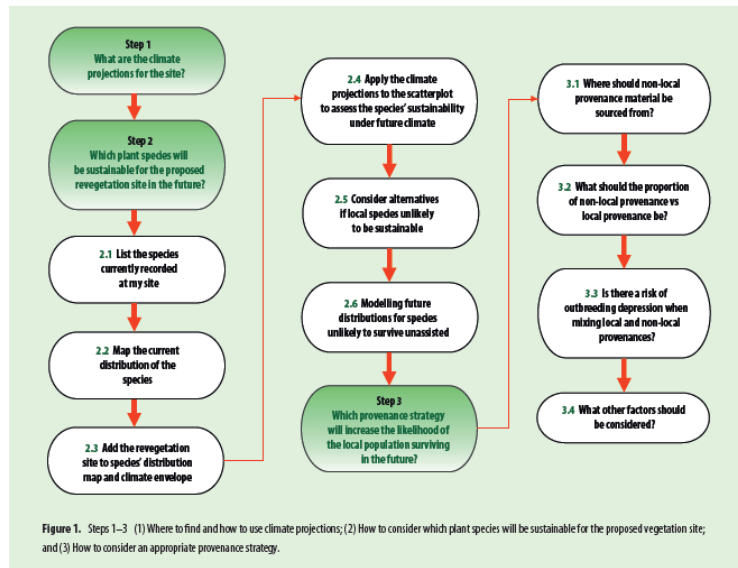 Step 1
What are the climate
projections for the site?
Step 2
Which plant species will
be sustainable for the proposed
revegetation site in the future?
2.1 List the species
currently recorded
at my site
2.2 Map the current
distribution of the
species
2.3 Add the revegetation
site to species' distribution
map and climate envelope
2.4 Apply the climate
projections to the scatterplot
to assess the species' sustainability
under future climate
2.5 Consider alternatives
if local species unlikely
to be sustainable
2.6 Modelling future
distributions for species
unlikely to survive unassisted
Step 3
Which provenance strategy
will increase the likelihood of
the local population surviving
in the future?
3.1 Where should non-local
provenance material be
sourced from?
3.2 What should the proportion
of non-local provenance vs
local provenance be?
3.3 Is there a risk of
outbreeding depression when
mixing local and non-local
provenances?
3.4 What other factors should
be considered?
Figure 1. Steps 1–3 (1) Where to find and how to use climate projections; (2) How to consider which plant species will be sustainable for the proposed vegetation site;
and (3) How to consider an appropriate provenance strategy.